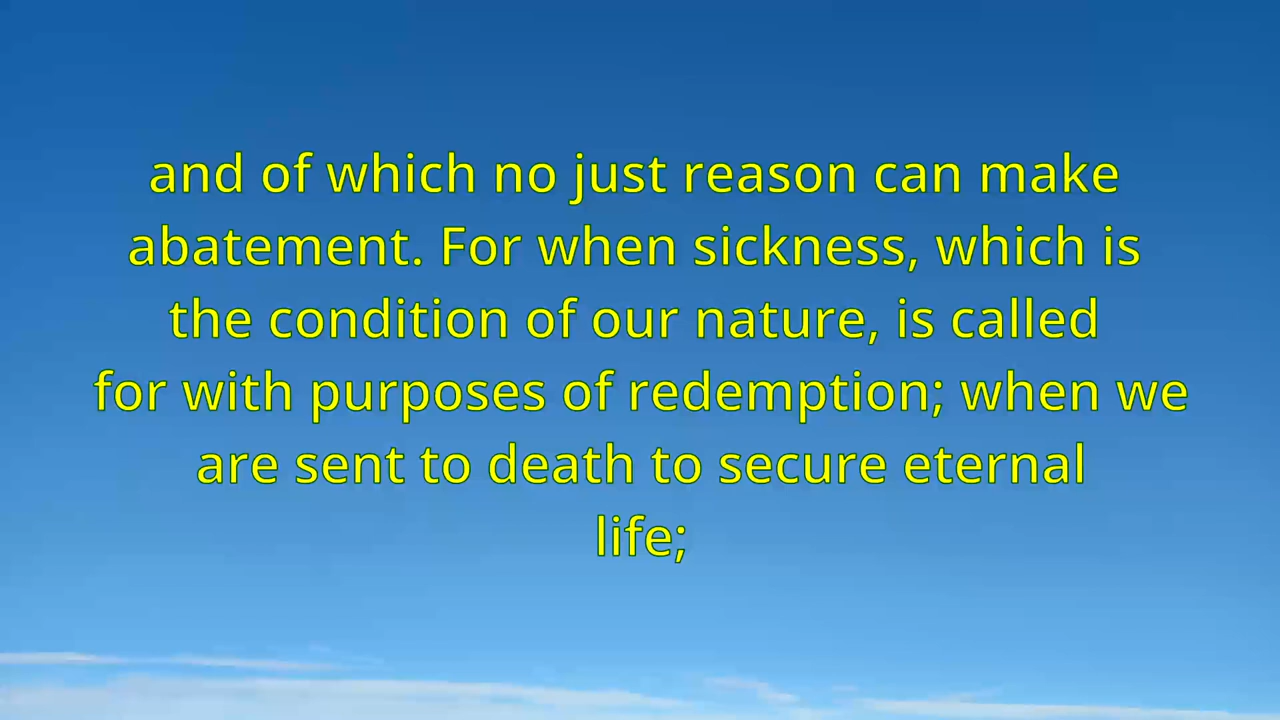 and of which no just reason can make
abatement. For when sickness, which is
the condition of our nature, is called
for with purposes of redemption; when we
are sent to death to secure eternal
life;